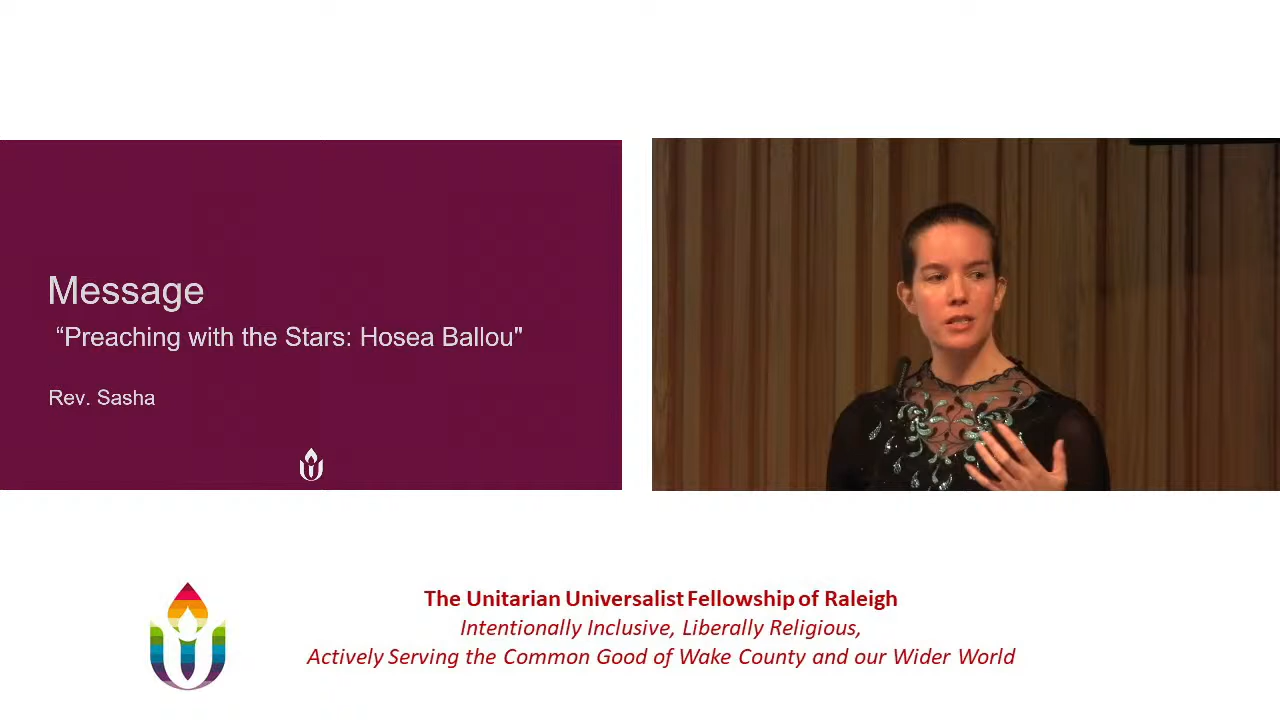 Message
“Preaching with the Stars: Hosea Ballou"
Rev. Sasha
The Unitarian Universalist Fellowship of Raleigh
Intentionally Inclusive, Liberally Religious,
Actively Serving the Common Good of Wake County and our Wider World